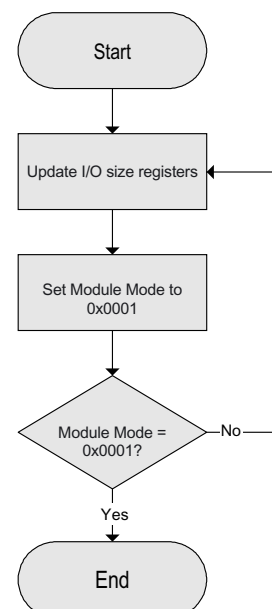 Start
Update I/O size registers
Set Module Mode to
0x0001
Module Mode =
0x0001?
No
Yes
End